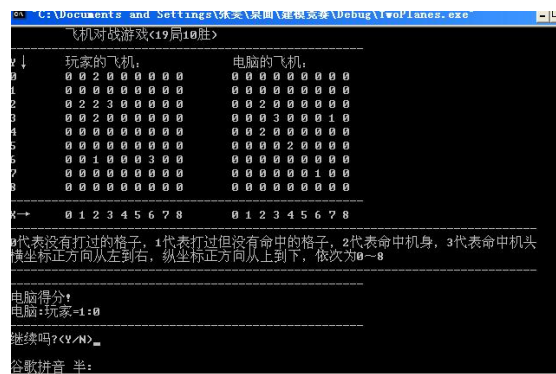 "C:\Documents and Settings\张雯\桌面\建模竞赛\Debug\TwoPlanes.exe"
飞机对战游戏<19局10胜>
Y↓ 玩家的飞机: 电脑的飞机:
0 0 0 2 0 0 0 0 0 0 0 0 0 0 0 0 0 0 0
1 0 0 0 0 0 0 0 0 0 0 0 0 0 0 0 0 0 0
2 0 2 2 3 0 0 0 0 0 0 0 2 0 0 0 0 0 0
3 0 0 2 0 0 0 0 0 0 0 0 0 3 0 0 0 1 0
4 0 0 0 0 0 0 0 0 0 0 0 2 0 0 0 0 0 0
5 0 0 0 0 0 0 0 0 0 0 0 0 0 2 0 0 0 0
6 0 0 1 0 0 0 3 0 0 0 0 0 0 0 0 0 0 0
7 0 0 0 0 0 0 0 0 0 0 0 0 0 0 0 1 0 0
8 0 0 0 0 0 0 0 0 0 0 0 0 0 0 0 0 0 0
X→ 0 1 2 3 4 5 6 7 8 0 1 2 3 4 5 6 7 8
0代表没有打过的格子, 1代表打过但没有命中的格子, 2代表命中机身, 3代表命中机头
横坐标正方向从左到右, 纵坐标正方向从上到下, 依次为0～8
电脑得分!
电脑:玩家=1:0
继续吗?<Y/N>_
谷歌拼音 半: